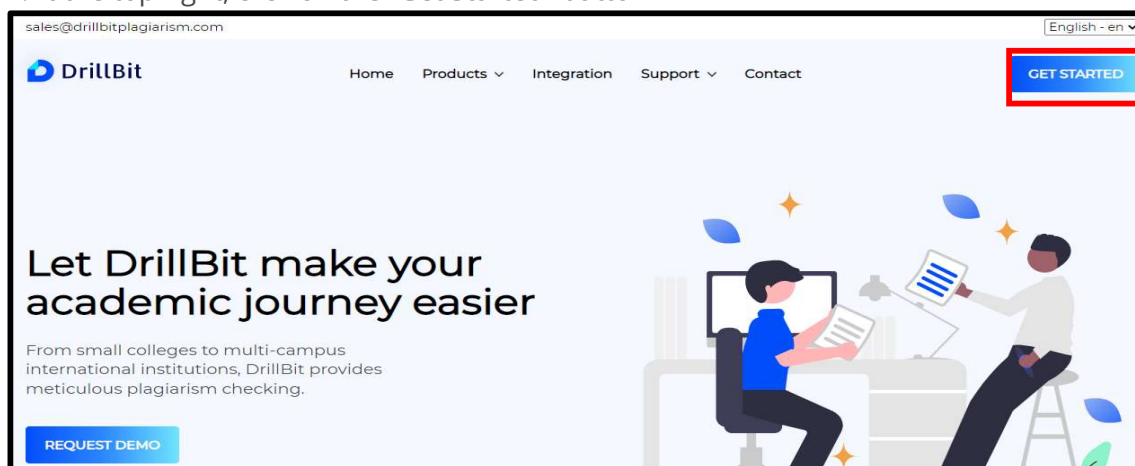 sales@drillbitplagiarism.com
English - en
DrillBit
Home Products Integration Support Contact
GET STARTED
Let DrillBit make your
academic journey easier
From small colleges to multi-campus
international institutions, DrillBit provides
meticulous plagiarism checking.
REQUEST DEMO